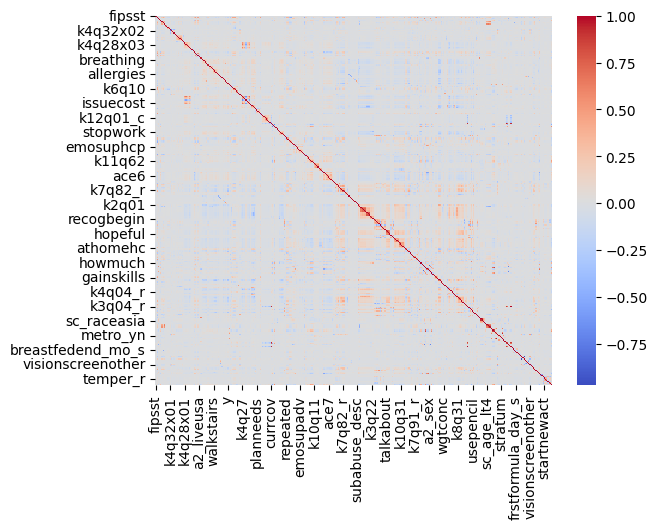 fipsst
k4q32x02
k4q28x03
breathing
allergies
k6q10
issuecost
k12q01_c
stopwork
emosuphcp
k11q62
ace6
k7q82_r
k2q01
recogbegin
hopeful
athomehc
howmuch
gainskills
k4q04_r
k3q04_r
sc_raceasia
metro_yn
breastfedend_mo_s
visionscreenother
temper_r
fipsst
k4q32x01
k4q28x01
a2_liveusa
walkstairs
y
k4q27
planneeds
currcov
repeated
emosupadv
k10q11
ace7
k7q82_r
subabuse_desc
k3q22
talkabout
k10q31
k7q91_r
a2_sex
wgtconc
k8q31
usepencil
sc_age_lt4
stratum
frstformula_day_s
visionscreenother
startnewact
1.00
0.75
0.50
0.25
0.00
−0.25
−0.50
−0.75